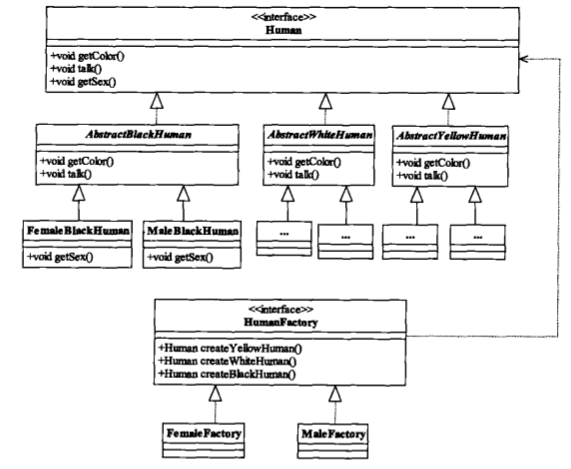 <<interface>>
Human
+void getColor()
+void talk()
+void getSex()
AbstractBlackHuman
+void getColor()
+void talk()
AbstractWhiteHuman
+void getColor()
+void talk()
AbstractYellowHuman
+void getColor()
+void talk()
FemaleBlackHuman
+void getSex()
MaleBlackHuman
+void getSex()
...
...
...
...
<<interface>>
HumanFactory
+Human createYellowHuman()
+Human createWhiteHuman()
+Human createBlackHuman()
FemaleFactory
MaleFactory